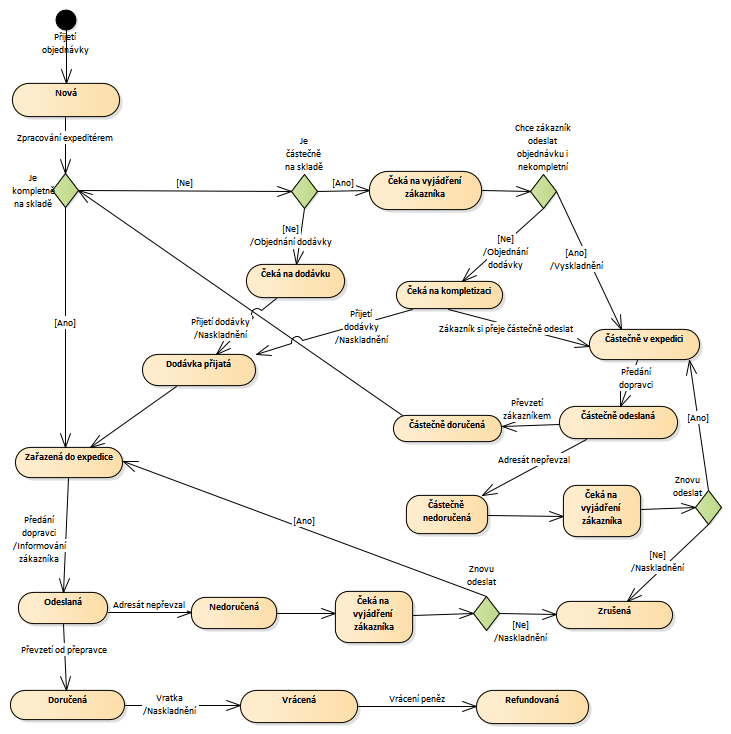 Přijetí
objednávky
Nová
Zpracování expeditérem
Je
kompletně
na skladě
[Ne]
Je
částečně
na skladě
[Ano]
Čeká na vyjádření
zákazníka
Chce zákazník
odeslat
objednávku i
nekompletní
[Ne]
/Objednání dodávky
[Ne]
/Objednání
dodávky
[Ano]
/Vyskladnění
Čeká na dodávku
Čeká na kompletizaci
[Ano]
Přijetí dodávky
/Naskladnění
Přijetí
dodávky
/Naskladnění
Zákazník si přeje částečně odeslat
Částečně v expedici
Dodávka přijatá
Předání
dopravci
Částečně doručená
Převzetí
zákazníkem
Částečně odeslaná
[Ano]
Zařazená do expedice
Adresát nepřevzal
Částečně
nedoručená
Čeká na
vyjádření
zákazníka
Znovu
odeslat
Předání
dopravci
/Informování
zákazníka
[Ano]
[Ne]
/Naskladnění
Odeslaná
Adresát nepřevzal
Nedoručená
Čeká na
vyjádření
zákazníka
Znovu
odeslat
[Ne]
/Naskladnění
Zrušená
Převzetí od přepravce
Doručená
Vratka
/Naskladnění
Vrácená
Vrácení peněz
Refundovaná